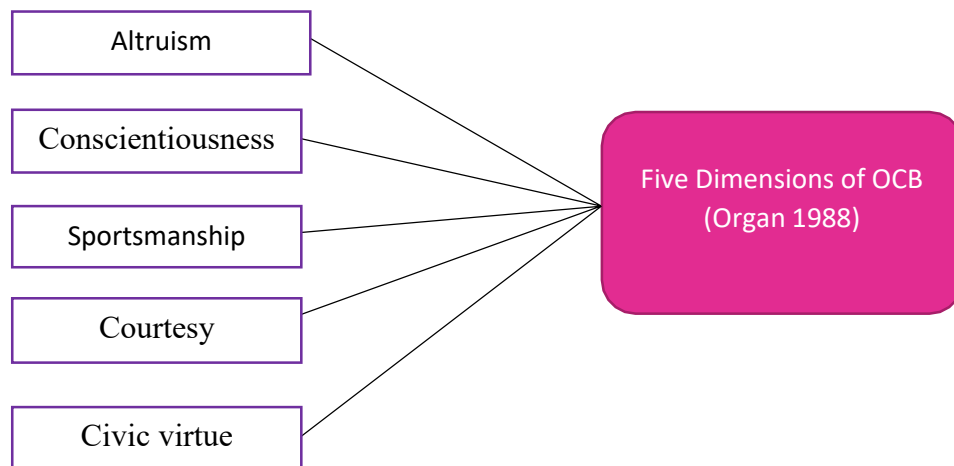 Altruism
Conscientiousness
Sportsmanship
Courtesy
Civic virtue
Five Dimensions of OCB
(Organ 1988)